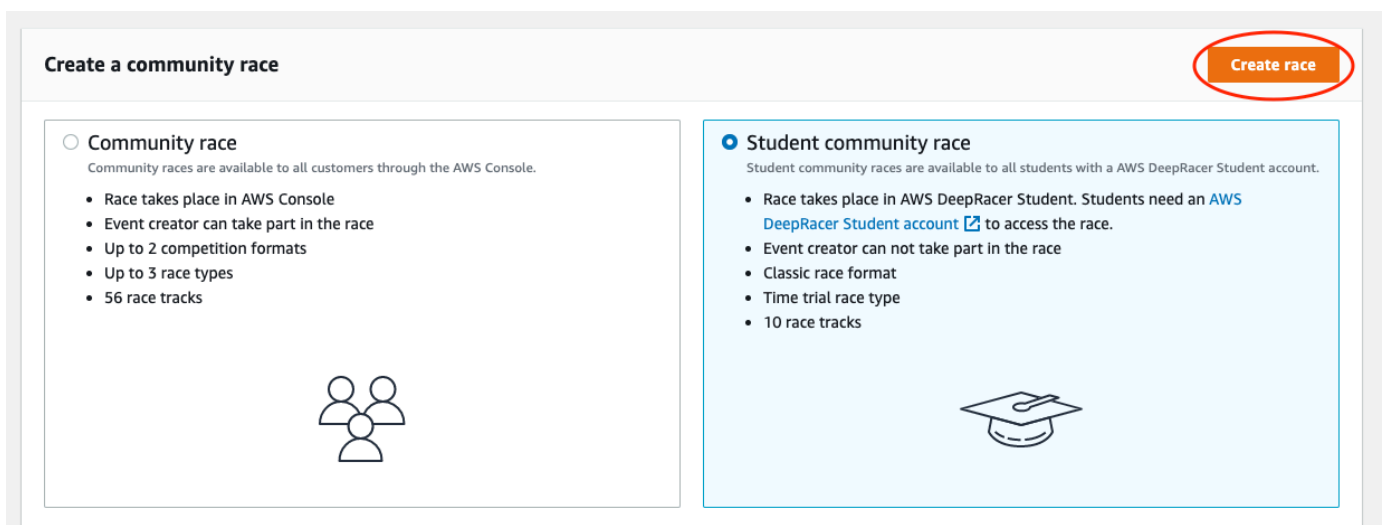 Create a community race
Create race
Community race
Community races are available to all customers through the AWS Console.
• Race takes place in AWS Console
• Event creator can take part in the race
• Up to 2 competition formats
• Up to 3 race types
• 56 race tracks
Student community race
Student community races are available to all students with a AWS DeepRacer Student account.
• Race takes place in AWS DeepRacer Student. Students need an AWS
DeepRacer Student account to access the race.
• Event creator can not take part in the race
• Classic race format
• Time trial race type
• 10 race tracks